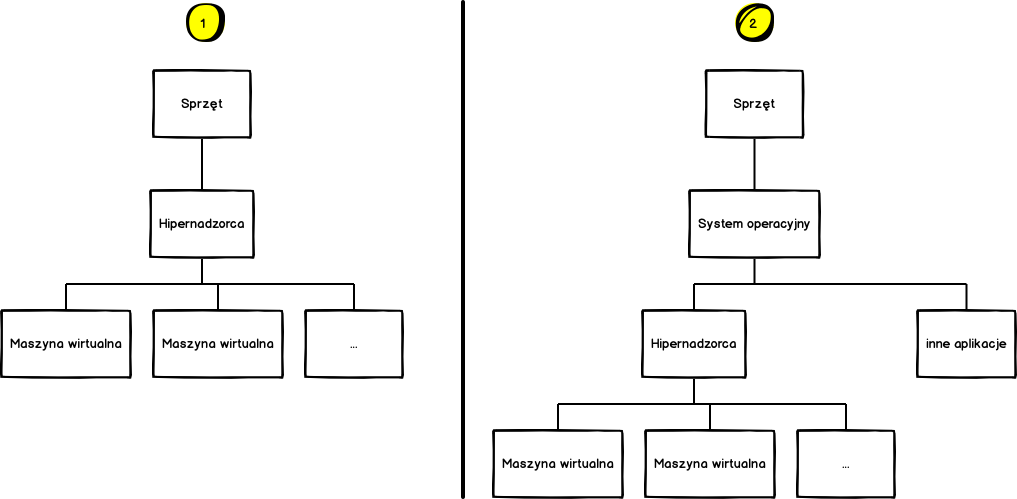 1
Sprzęt
Hipernadzorca
Maszyna wirtualna
Maszyna wirtualna
...
2
Sprzęt
System operacyjny
Hipernadzorca
inne aplikacje
Maszyna wirtualna
Maszyna wirtualna
...